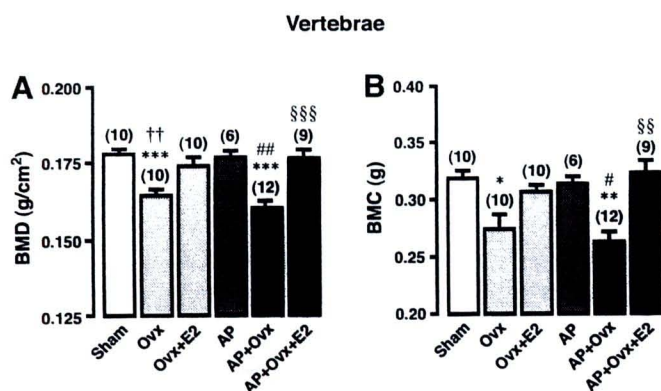 Vertebrae
A
BMD (g/cm²)
0.200
0.175
0.150
0.125
(10)
††
***
(10)
(10)
(6)
##
***
(12)
§§§
(9)
Sham
Ovx
Ovx+E2
AP
AP+Ovx
AP+Ovx+E2
B
BMC (g)
0.40
0.35
0.30
0.25
0.20
(10)
*
(10)
(10)
(6)
#
**
(12)
§§
(9)
Sham
Ovx
Ovx+E2
AP
AP+Ovx
AP+Ovx+E2